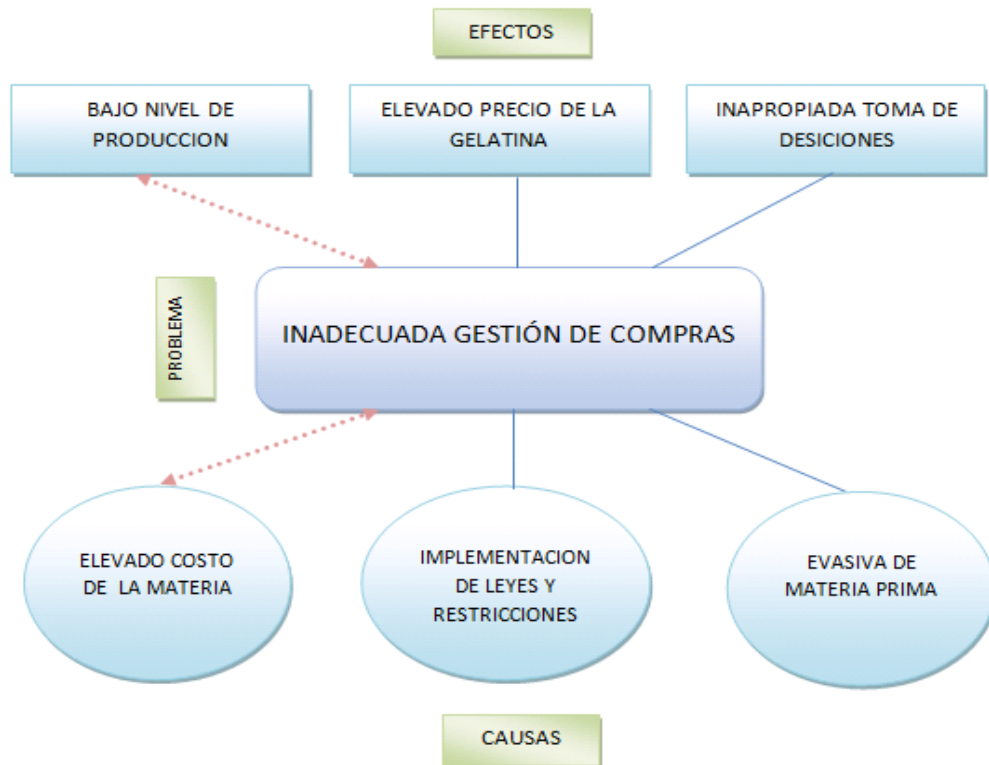 EFECTOS
BAJO NIVEL DE
PRODUCCION
ELEVADO PRECIO DE LA
GELATINA
INAPROPIADA TOMA DE
DESICIONES
PROBLEMA
INADECUADA GESTIÓN DE COMPRAS
ELEVADO COSTO
DE LA MATERIA
IMPLEMENTACION
DE LEYES Y
RESTRICCIONES
EVASIVA DE
MATERIA PRIMA
CAUSAS